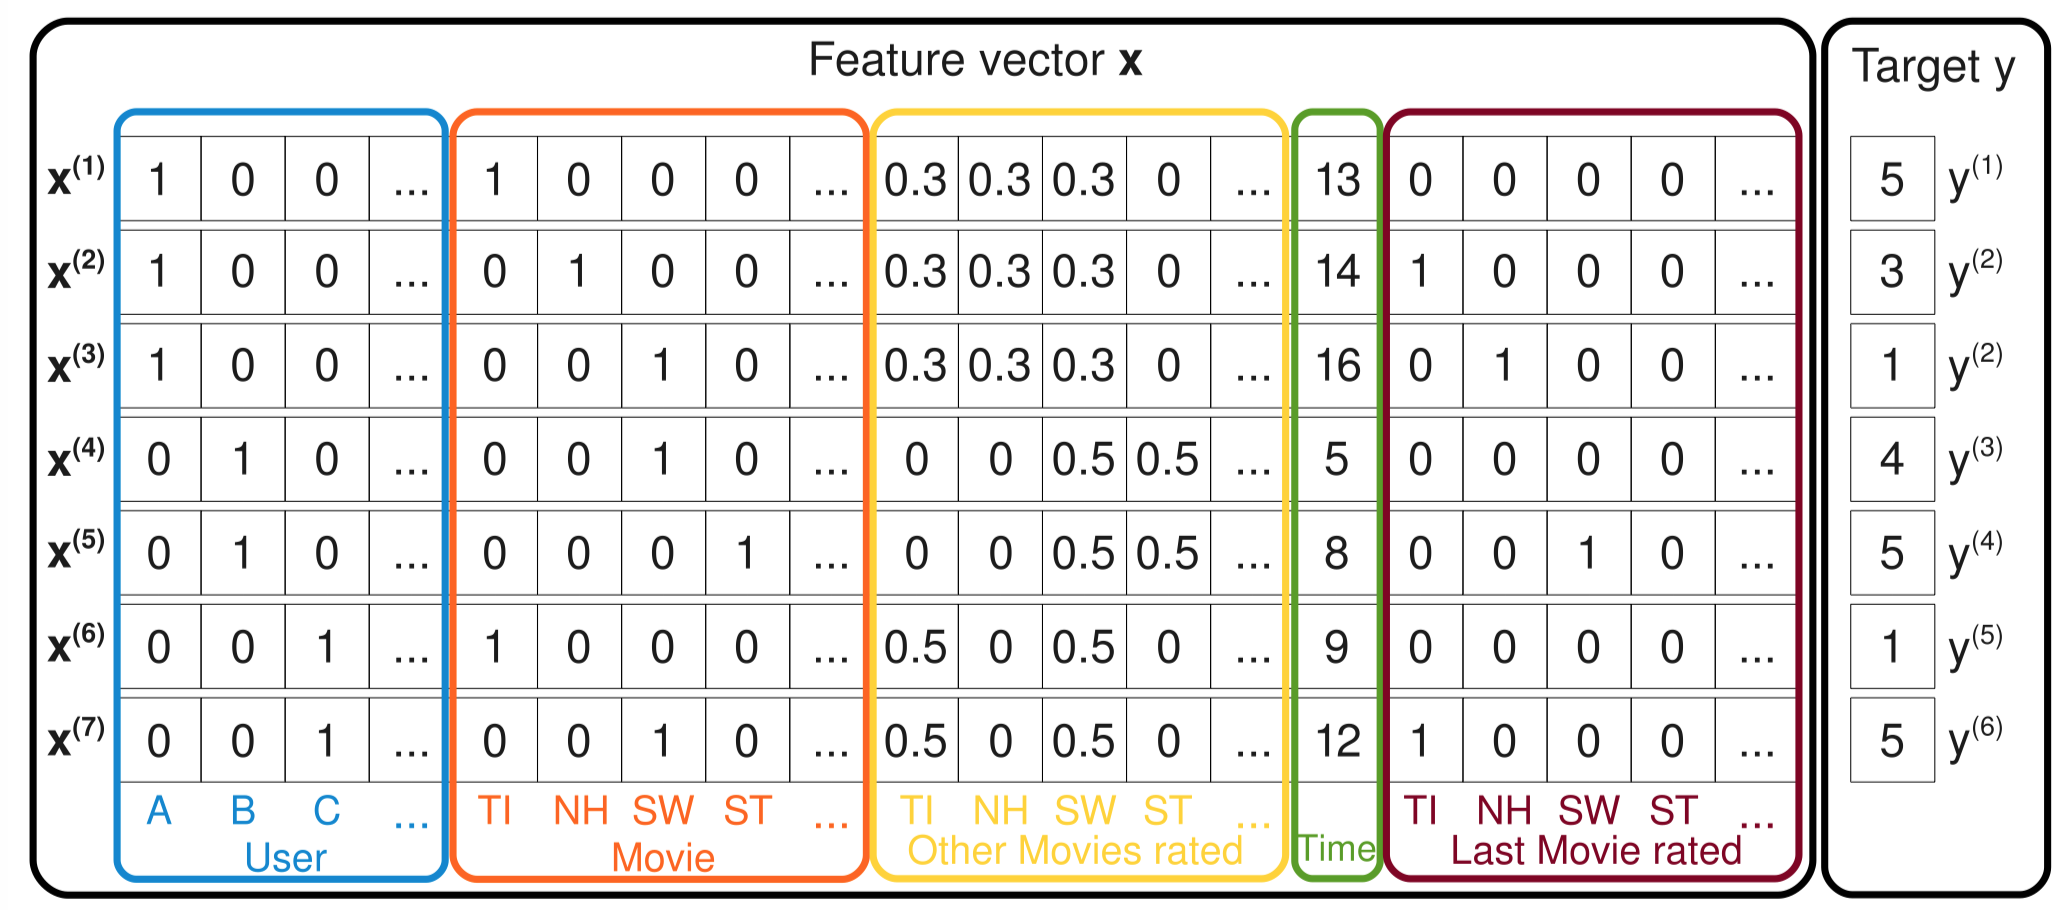 Feature vector x
Target y
x(1) 1 0 0 ... 1 0 0 0 ... 0.3 0.3 0.3 0 ... 13 0 0 0 0 ... 5 y(1)
x(2) 1 0 0 ... 0 1 0 0 ... 0.3 0.3 0.3 0 ... 14 1 0 0 0 ... 3 y(2)
x(3) 1 0 0 ... 0 0 1 0 ... 0.3 0.3 0.3 0 ... 16 0 1 0 0 ... 1 y(2)
x(4) 0 1 0 ... 0 0 1 0 ... 0 0 0.5 0.5 ... 5 0 0 0 0 ... 4 y(3)
x(5) 0 1 0 ... 0 0 0 1 ... 0 0 0.5 0.5 ... 8 0 0 1 0 ... 5 y(4)
x(6) 0 0 1 ... 1 0 0 0 ... 0.5 0 0.5 0 ... 9 0 0 0 0 ... 1 y(5)
x(7) 0 0 1 ... 0 0 1 0 ... 0.5 0 0.5 0 ... 12 1 0 0 0 ... 5 y(6)
A B C ... TI NH SW ST ... TI NH SW ST ... TI NH SW ST ...
User Movie Other Movies rated Time Last Movie rated